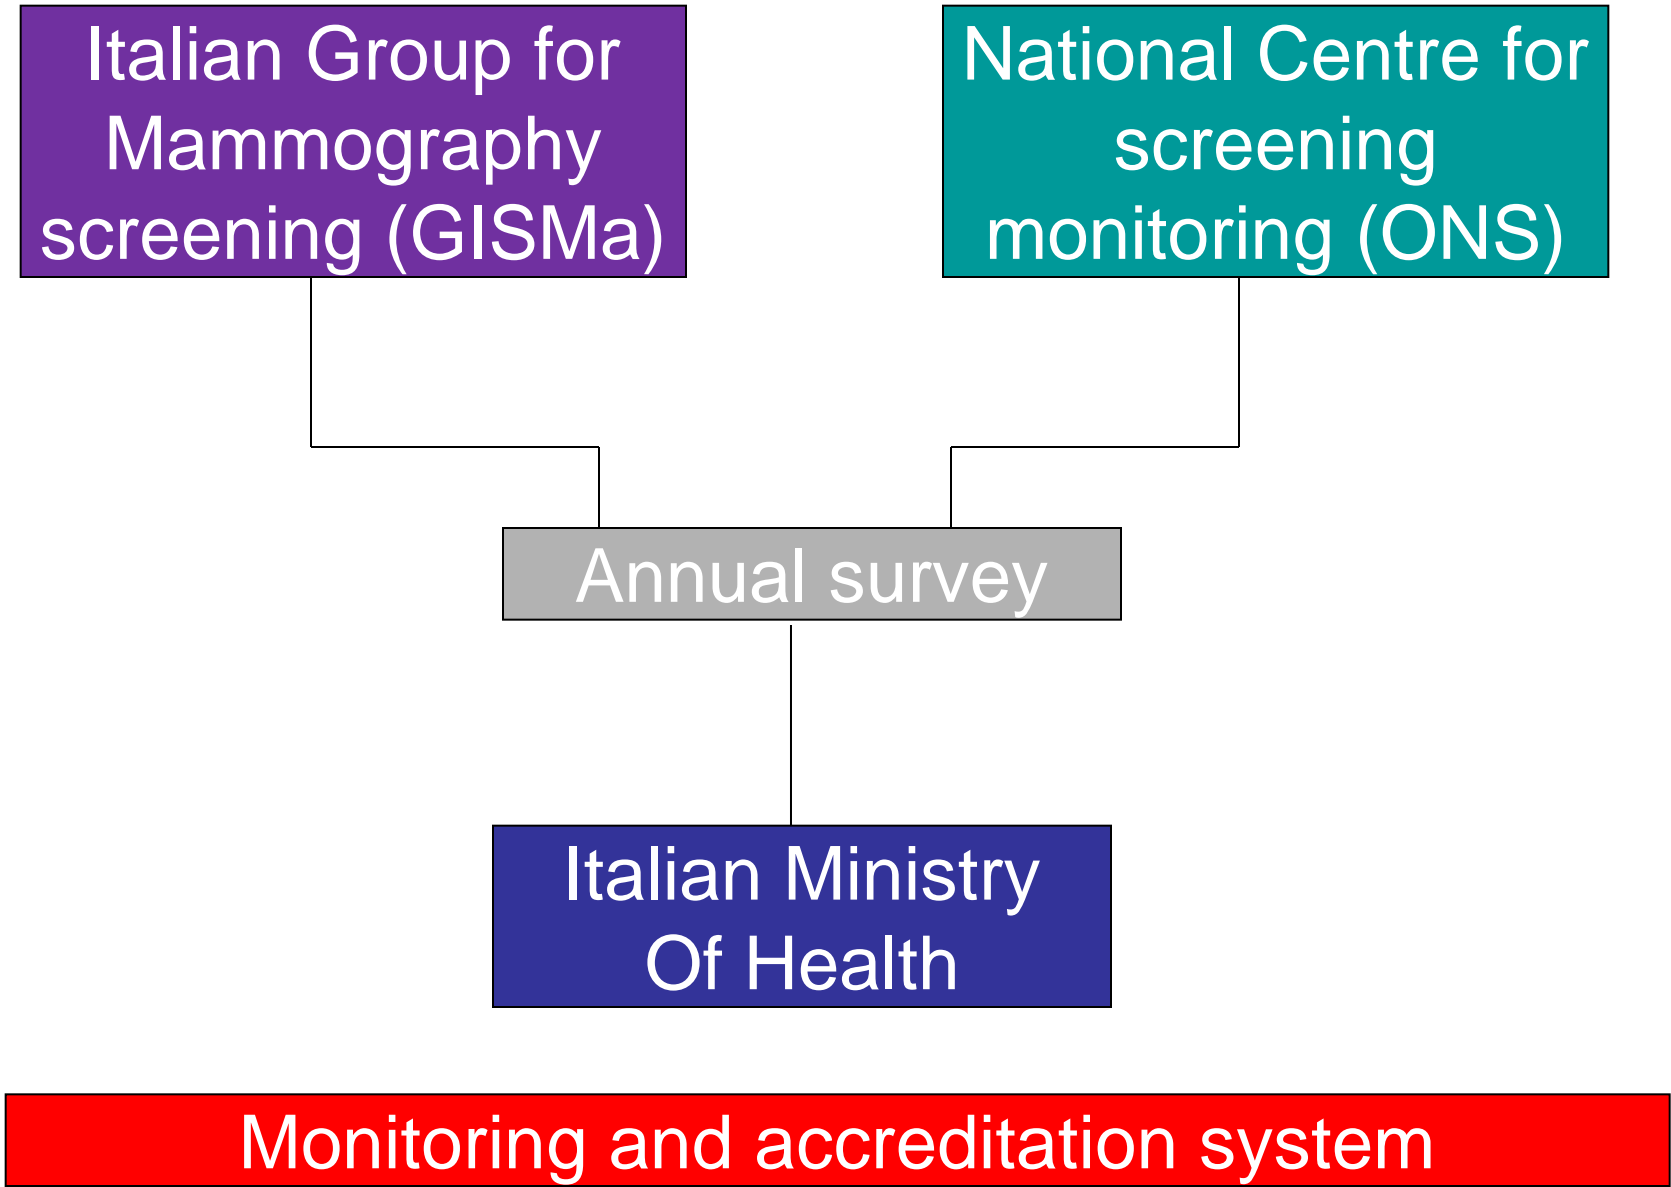 Italian Group for
Mammography
screening (GISMa)
National Centre for
screening
monitoring (ONS)
Annual survey
Italian Ministry
Of Health
Monitoring and accreditation system